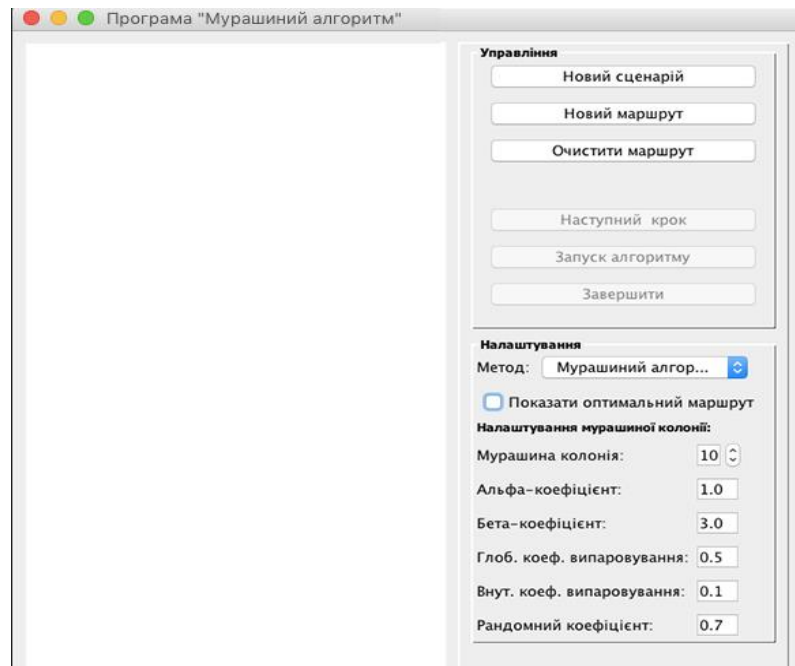 Програма "Мурашиний алгоритм"
Управління
Новий сценарій
Новий маршрут
Очистити маршрут
Наступний крок
Запуск алгоритму
Завершити
Налаштування
Метод: Мурашиний алгор...
Показати оптимальний маршрут
Налаштування мурашиної колонії:
Мурашина колонія: 10
Альфа-коефіцієнт: 1.0
Бета-коефіцієнт: 3.0
Глоб. коеф. випаровування: 0.5
Внут. коеф. випаровування: 0.1
Рандомний коефіцієнт: 0.7